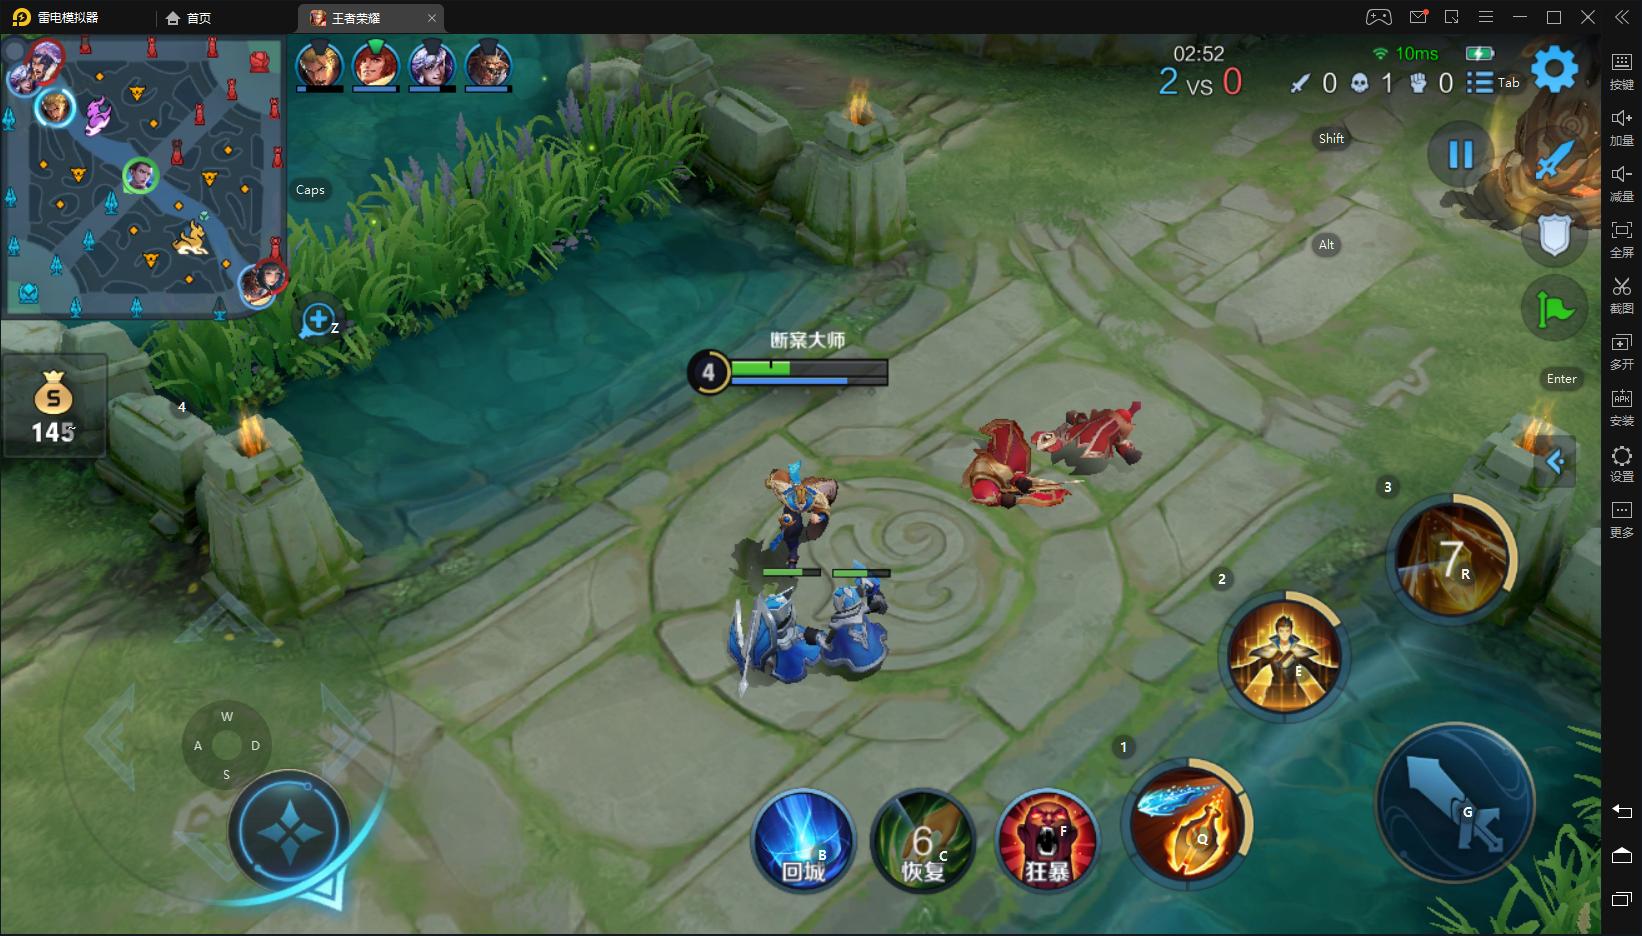 雷电模拟器
首页
王者荣耀
02:52
10ms
2 VS 0
0 1 0
Tab
Shift
Caps
Alt
Z
断案大师
4
Enter
S
145
4
3
7
R
2
E
W
A D
S
1
G
B
回城
6
C
恢复
F
狂暴
Q
按键
加量
减量
全屏
截图
多开
APK
安装
设置
更多